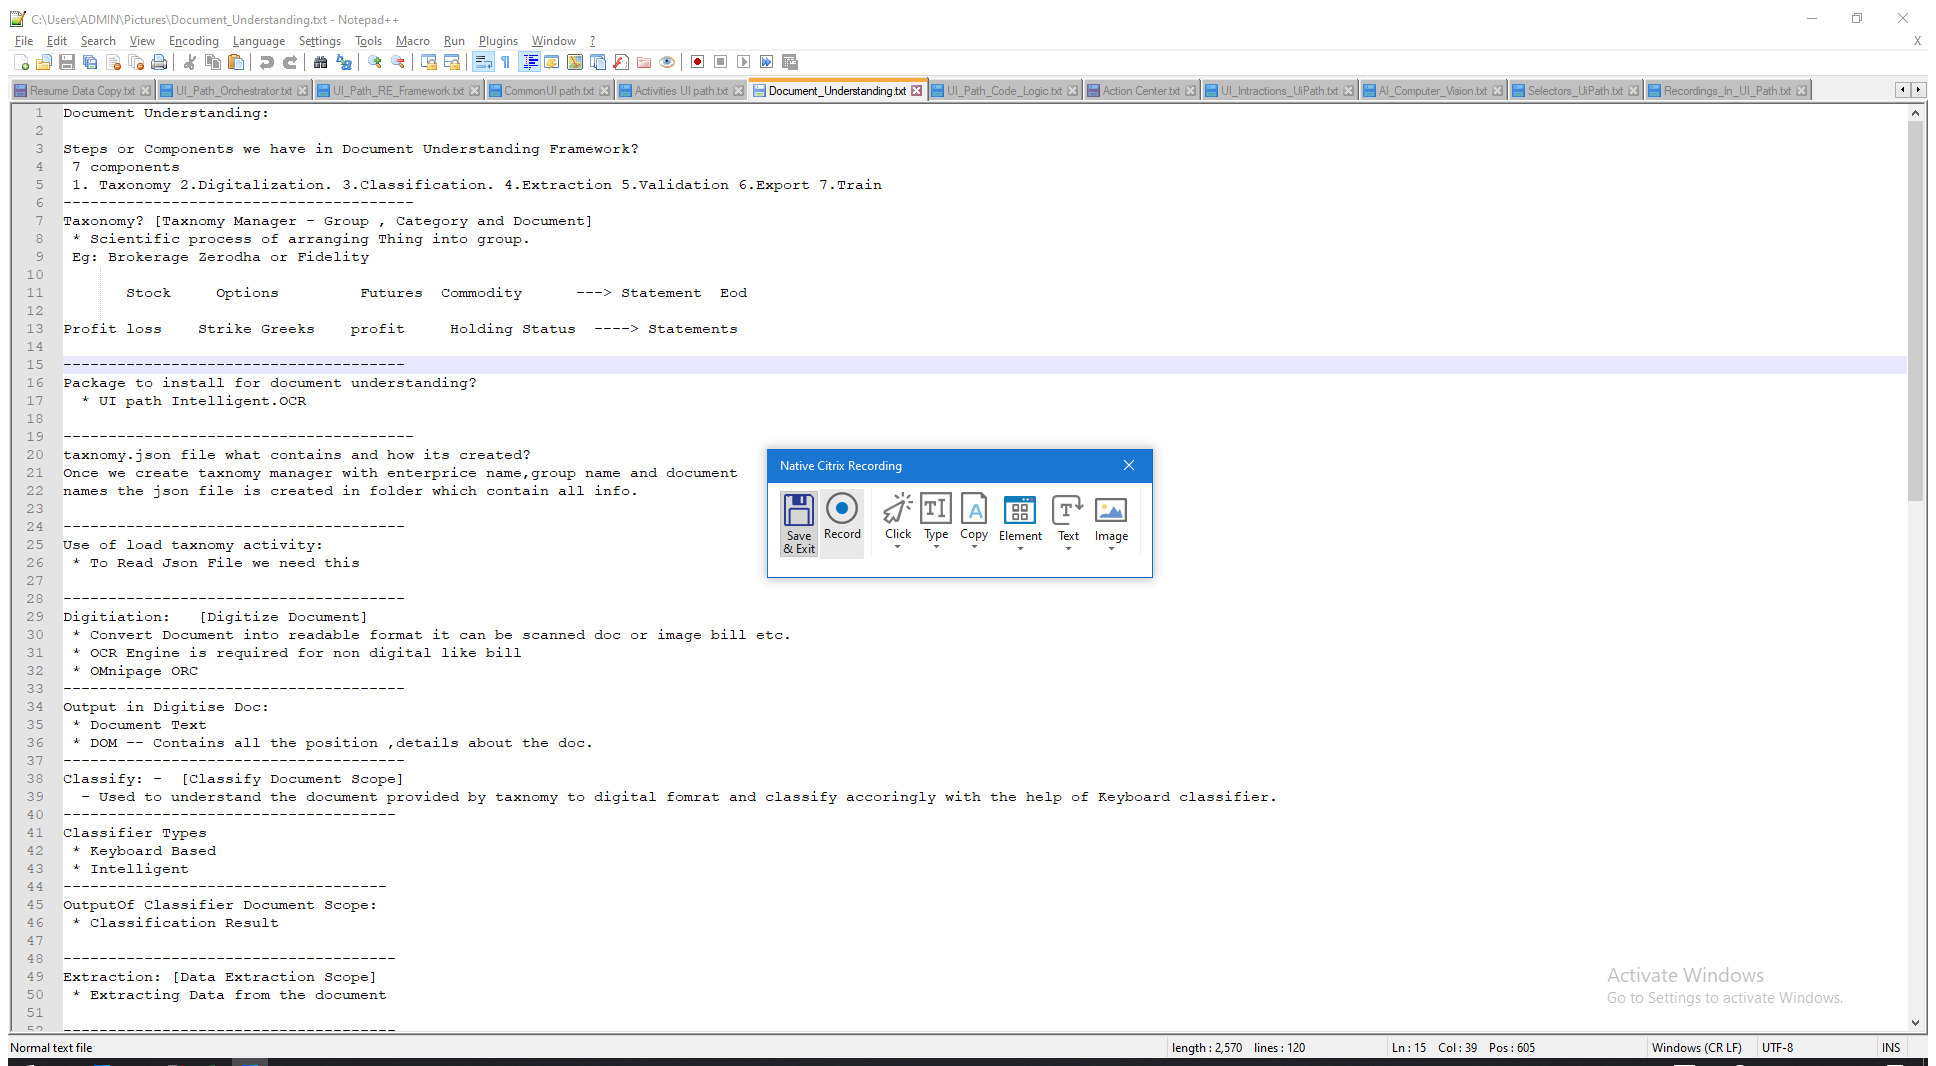 C:\Users\ADMIN\Pictures\Document_Understanding.txt - Notepad++
File Edit Search View Encoding Language Settings Tools Macro Run Plugins Window ?
X
Resume Data Copy.txt UI_Path_Orchestrator.txt UI_Path_RE_Framework.txt CommonUI path.txt Activities UI path.txt Document_Understanding.txt UI_Path_Code_Logic.txt Action Center.txt UI_Intractions_UiPath.txt AI_Computer_Vision.txt Selectors_UiPath.txt Recordings_In_UI_Path.txt
1 Document Understanding:
2
3 Steps or Components we have in Document Understanding Framework?
4 7 components
5 1. Taxonomy 2.Digitalization. 3.Classification. 4.Extraction 5.Validation 6.Export 7.Train
6 ---------------------------------------
7 Taxonomy? [Taxnomy Manager - Group , Category and Document]
8 * Scientific process of arranging Thing into group.
9 Eg: Brokerage Zerodha or Fidelity
10
11 Stock Options Futures Commodity ---> Statement Eod
12
13 Profit loss Strike Greeks profit Holding Status ----> Statements
14
15 --------------------------------------
16 Package to install for document understanding?
17 * UI path Intelligent.OCR
18
19 ---------------------------------------
20 taxnomy.json file what contains and how its created?
21 Once we create taxnomy manager with enterprice name,group name and document
22 names the json file is created in folder which contain all info.
23
24 --------------------------------------
25 Use of load taxnomy activity:
26 * To Read Json File we need this
27
28 --------------------------------------
29 Digitiation: [Digitize Document]
30 * Convert Document into readable format it can be scanned doc or image bill etc.
31 * OCR Engine is required for non digital like bill
32 * OMnipage ORC
33 --------------------------------------
34 Output in Digitise Doc:
35 * Document Text
36 * DOM -- Contains all the position ,details about the doc.
37 --------------------------------------
38 Classify: - [Classify Document Scope]
39 - Used to understand the document provided by taxnomy to digital fomrat and classify accoringly with the help of Keyboard classifier.
40 -------------------------------------
41 Classifier Types
42 * Keyboard Based
43 * Intelligent
44 ------------------------------------
45 OutputOf Classifier Document Scope:
46 * Classification Result
47
48 -------------------------------------
49 Extraction: [Data Extraction Scope]
50 * Extracting Data from the document
51
52 -------------------------------------
Native Citrix Recording
Save & Exit Record Click Type Copy Element Text Image
Activate Windows
Go to Settings to activate Windows.
Normal text file length : 2,570 lines : 120 Ln : 15 Col : 39 Pos : 605 Windows (CR LF) UTF-8 INS